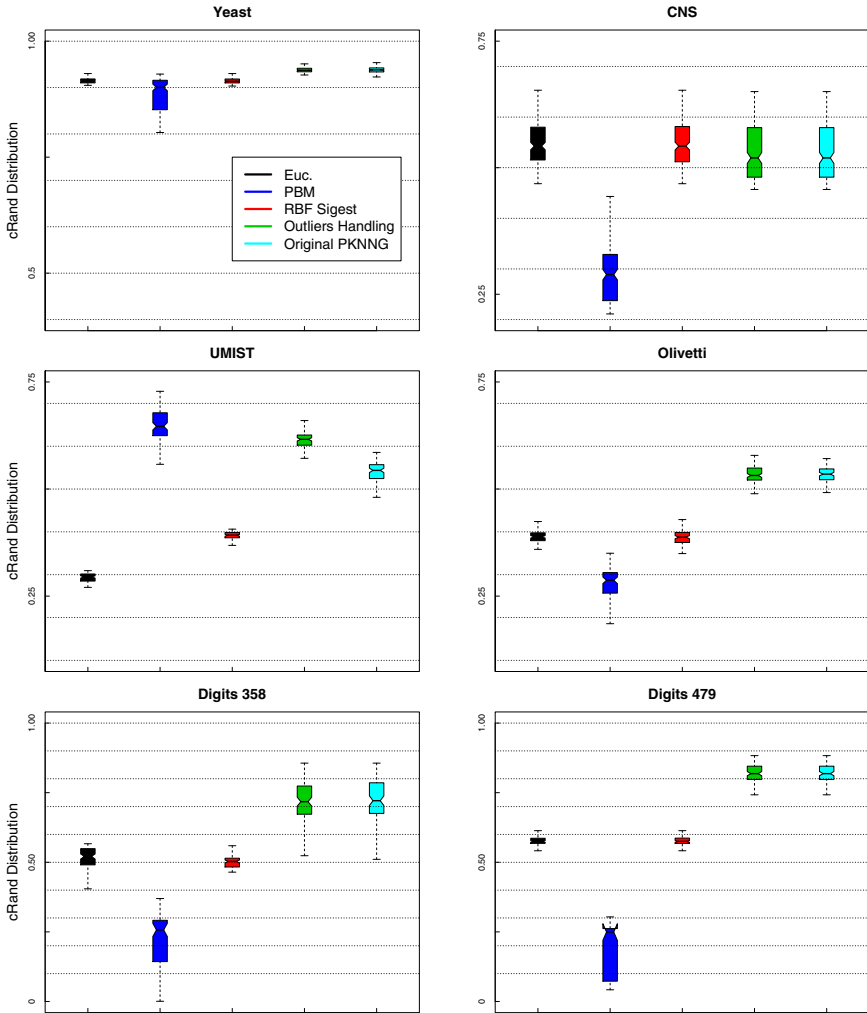 Yeast
CNS
cRand Distribution
1.00
0.5
0.75
0.25
Euc.
PBM
RBF Sigest
Outliers Handling
Original PKNNG
UMIST
Olivetti
cRand Distribution
0.75
0.25
0.75
0.25
Digits 358
Digits 479
cRand Distribution
1.00
0.50
0
1.00
0.50
0